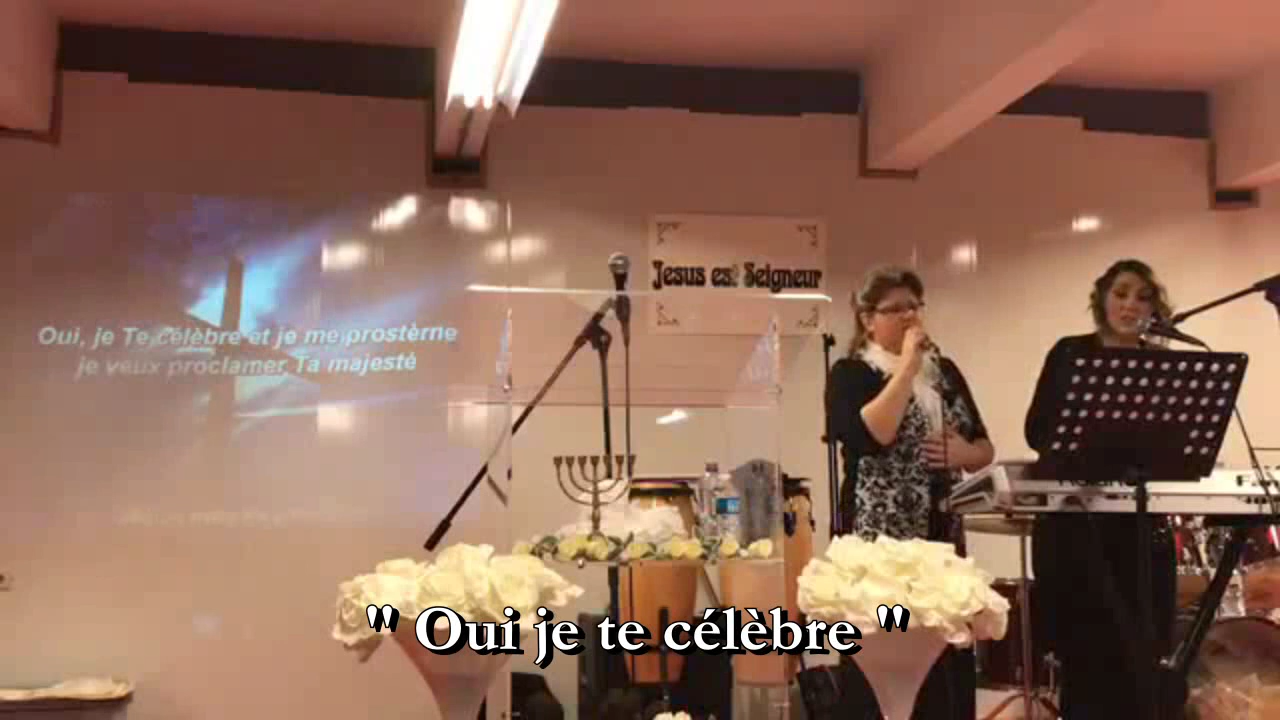 Jesus est Seigneur
Oui, je Te célèbre et je me prosterne
je veux proclamer Ta majesté
" Oui je te célèbre "